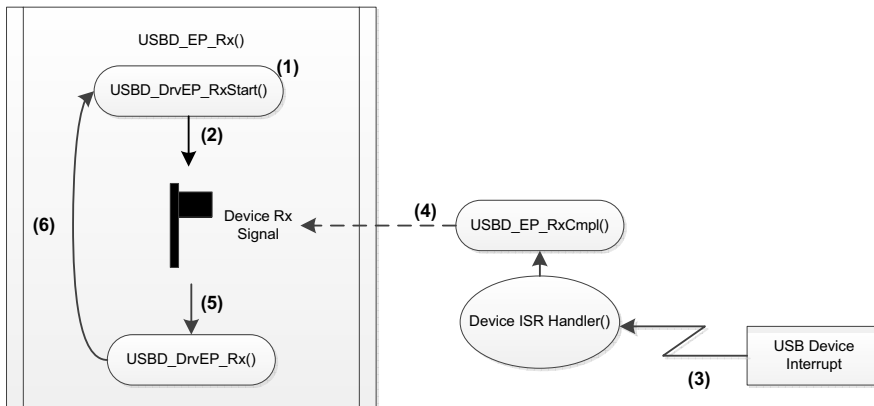 USBD_EP_Rx()
(1)
USBD_DrvEP_RxStart()
(2)
(6)
Device Rx
Signal
(4)
USBD_EP_RxCmpl()
(5)
Device ISR Handler()
USBD_DrvEP_Rx()
USB Device
Interrupt
(3)